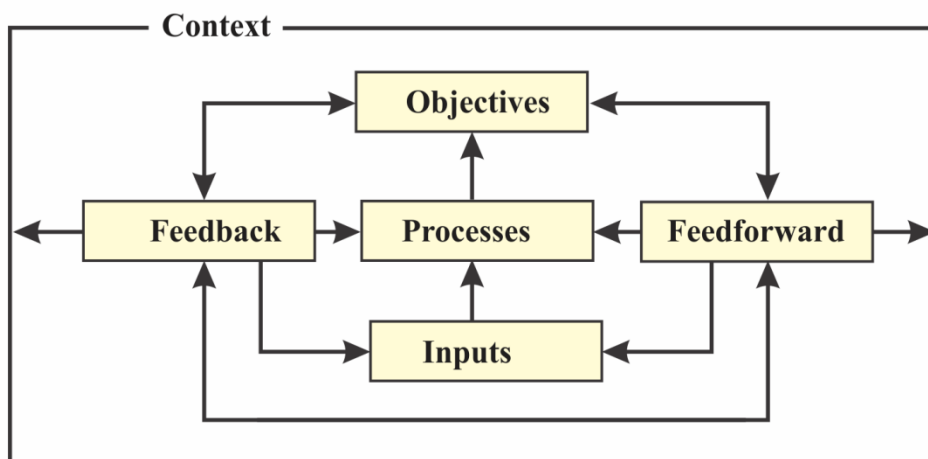 Context
Objectives
Feedback
Processes
Feedforward
Inputs